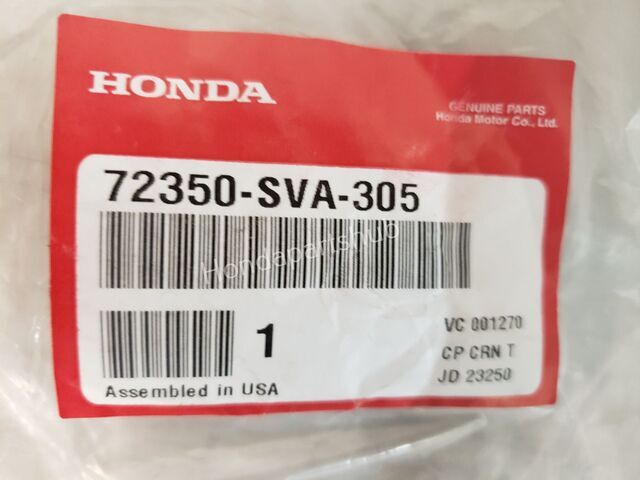 HONDA
GENUINE PARTS
Honda Motor Co., Ltd.
72350-SVA-305
Hondapartshub
1
VC 001270
CP CRN T
JD 23250
Assembled in USA